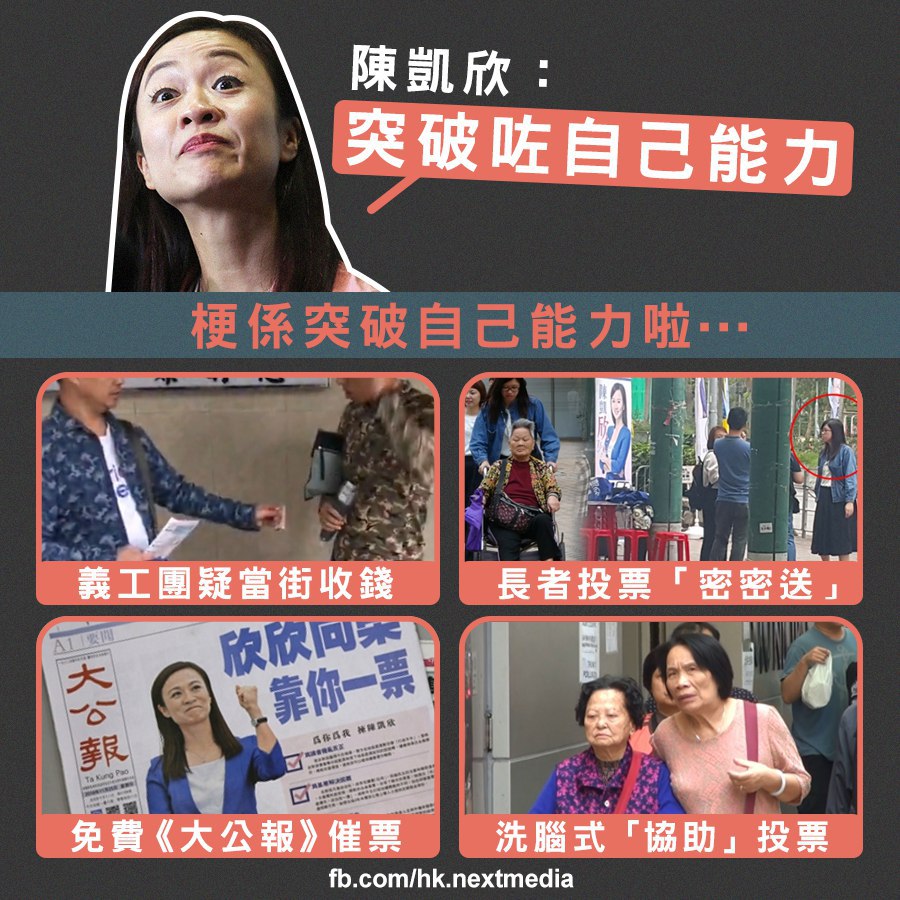 陳凱欣：
突破咗自己能力
梗係突破自己能力啦⋯
陳凱欣
義工團疑當街收錢
長者投票「密密送」
A1 要聞
大公報
Ta Kung Pao
欣欣向榮
靠你一票
為你為我 棟陳凱欣
免費《大公報》催票
洗腦式「協助」投票
fb.com/hk.nextmedia